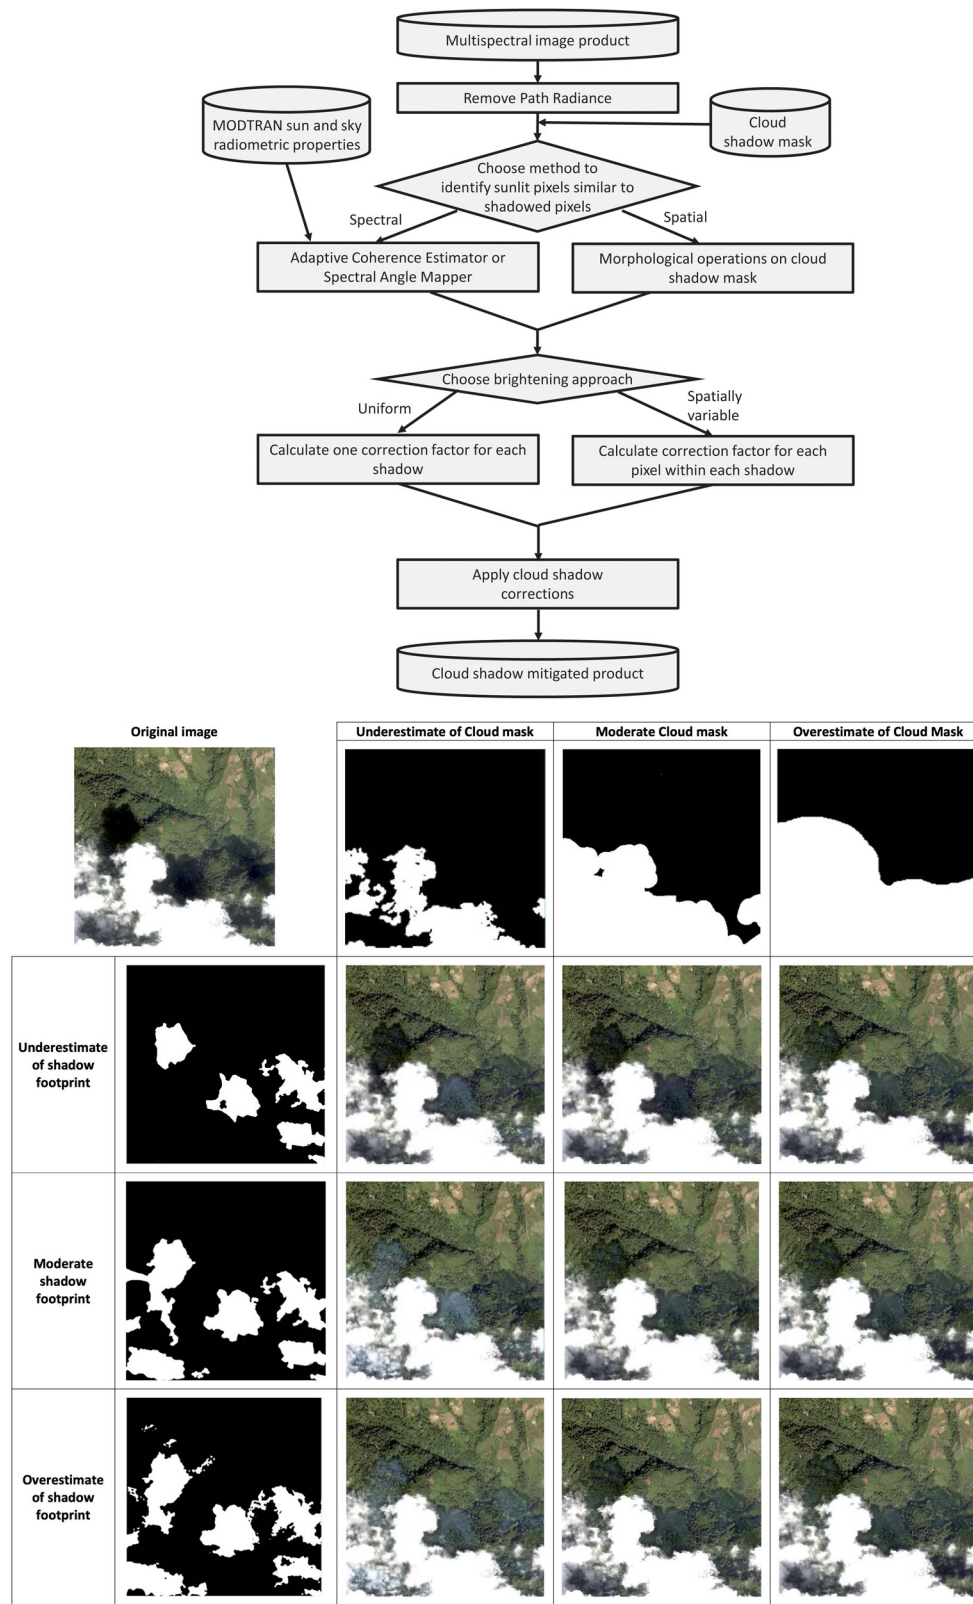 Multispectral image product
Remove Path Radiance
MODTRAN sun and sky
radiometric properties
Cloud
shadow mask
Choose method to
identify sunlit pixels similar to
shadowed pixels
Spectral
Spatial
Adaptive Coherence Estimator or
Spectral Angle Mapper
Morphological operations on cloud
shadow mask
Choose brightening approach
Uniform
Spatially
variable
Calculate one correction factor for each
shadow
Calculate correction factor for each
pixel within each shadow
Apply cloud shadow
corrections
Cloud shadow mitigated product
Original image
Underestimate of Cloud mask
Moderate Cloud mask
Overestimate of Cloud Mask
Underestimate
of shadow
footprint
Moderate
shadow
footprint
Overestimate
of shadow
footprint